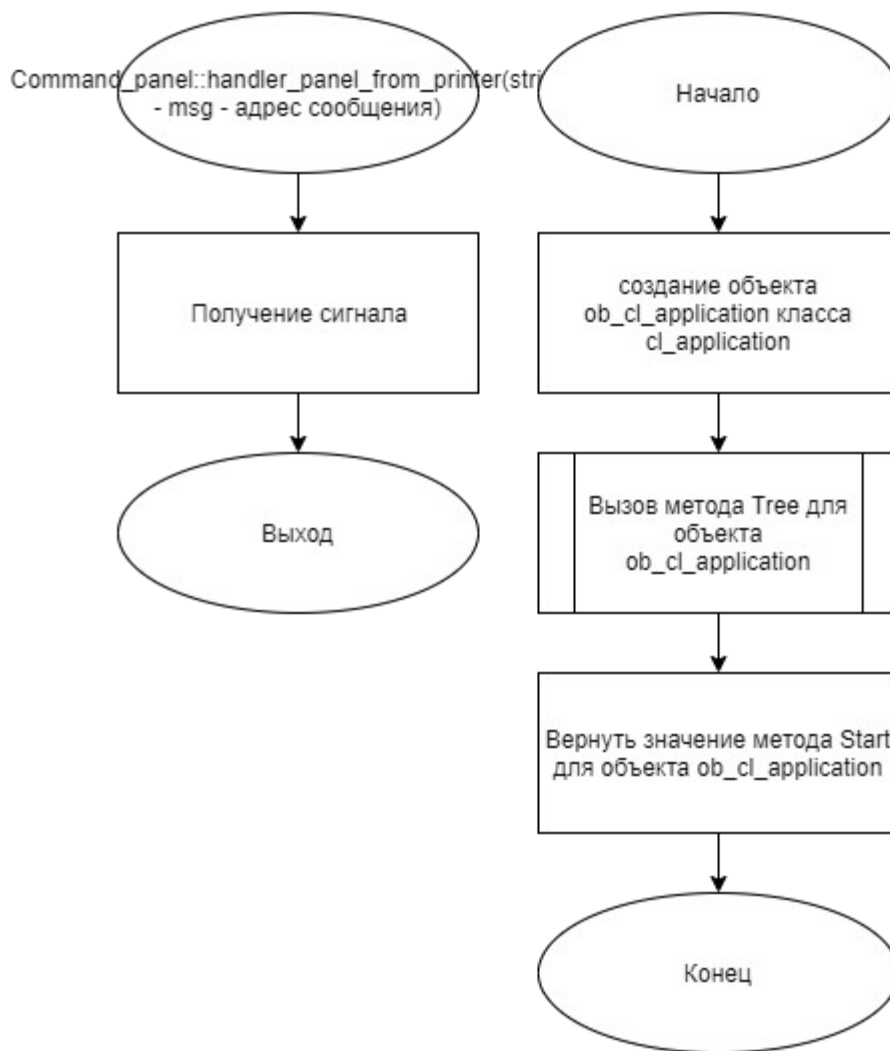 Command_panel::handler_panel_from_printer(stri
- msg - адрес сообщения)
Получение сигнала
Выход
Начало
создание объекта
ob_cl_application класса
cl_application
Вызов метода Tree для
объекта
ob_cl_application
Вернуть значение метода Start
для объекта ob_cl_application
Конец